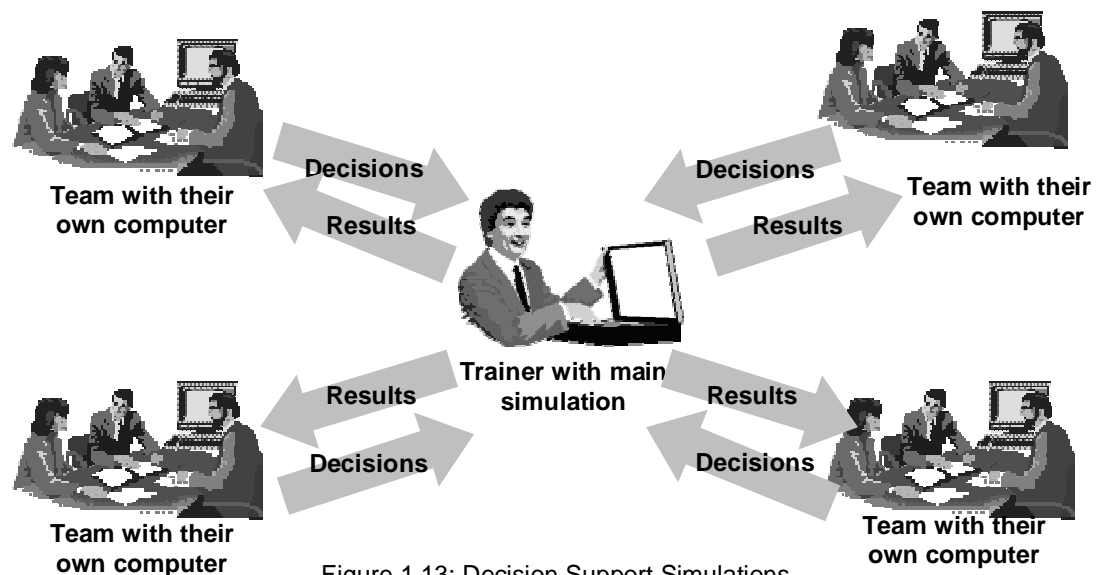 Decisions
Results
Team with their
own computer
Decisions
Results
Team with their
own computer
Trainer with main
simulation
Results
Decisions
Team with their
own computer
Results
Decisions
Team with their
own computer
Figure 1.13: Decision Support Simulations